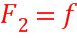 F₂ = f